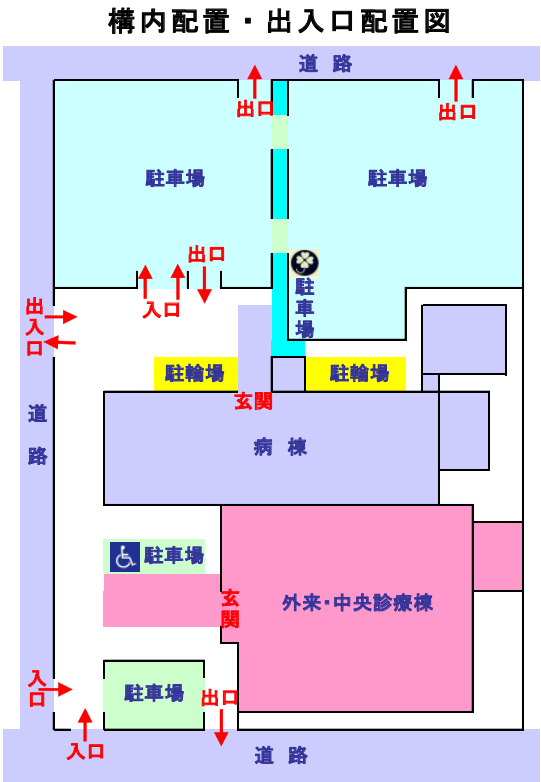 構内配置・出入口配置図
道 路
出口
出口
駐車場
駐車場
出口
駐車場
入口
出入口
駐輪場
駐輪場
玄関
道路
病 棟
駐車場
玄関
外来・中央診療棟
入口
駐車場
出口
入口
道 路